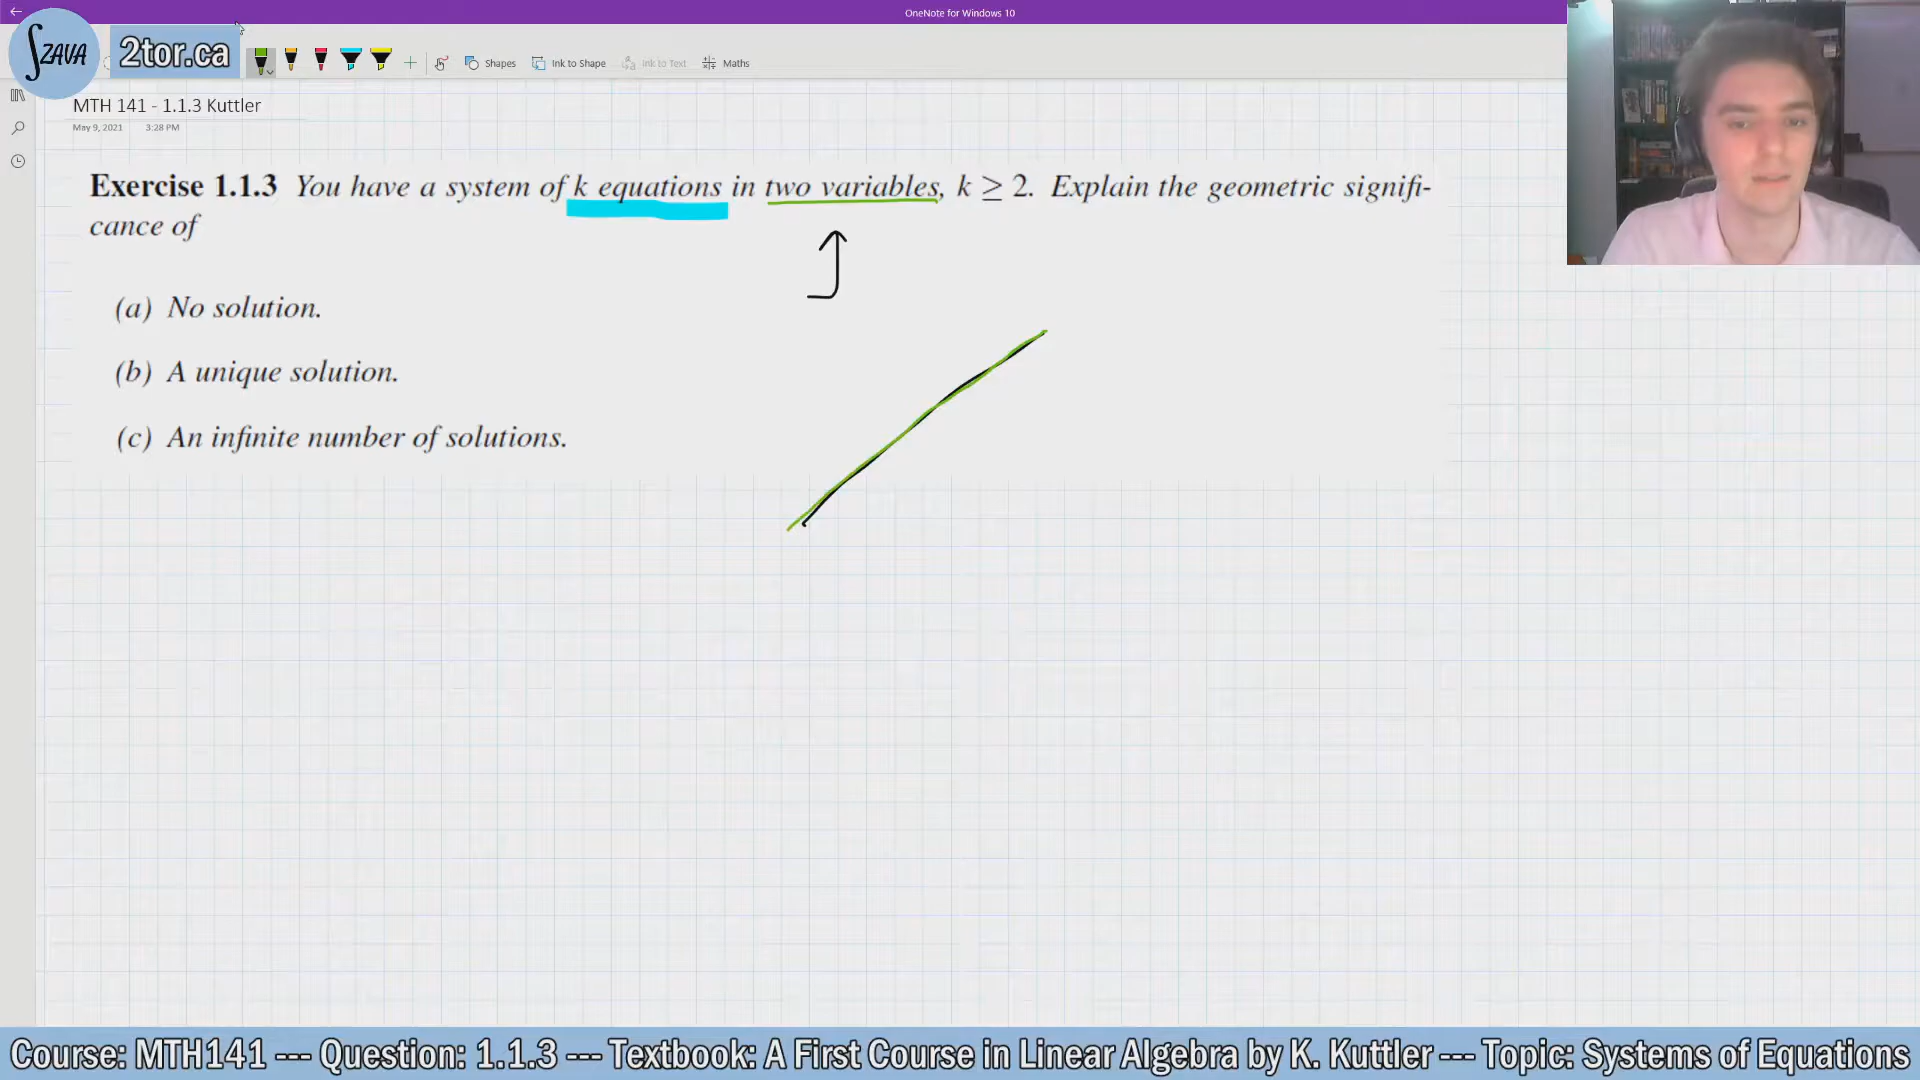 OneNote for Windows 10
SZAVA
2tor.ca
Shapes
Ink to Shape
Ink to Text
Maths
MTH 141 - 1.1.3 Kuttler
May 9, 2021 3:28 PM
Exercise 1.1.3 You have a system of k equations in two variables, k ≥ 2. Explain the geometric signifi-
cance of
(a) No solution.
(b) A unique solution.
(c) An infinite number of solutions.
Course: MTH141 --- Question: 1.1.3 --- Textbook: A First Course in Linear Algebra by K. Kuttler --- Topic: Systems of Equations